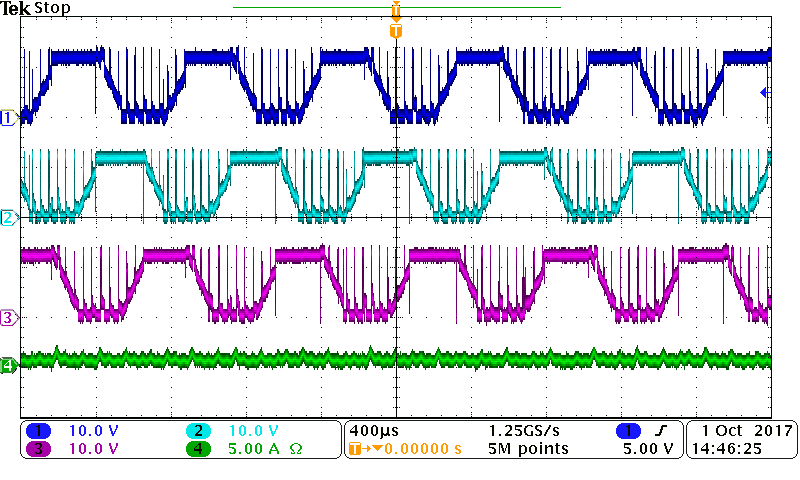 Tek Stop
T
T
1
2
3
4
1 10.0 V 2 10.0 V 400µs 1.25GS/s 1 5.00 V 1 Oct 2017
3 10.0 V 4 5.00 A Ω T→▼0.00000 s 5M points 14:46:25